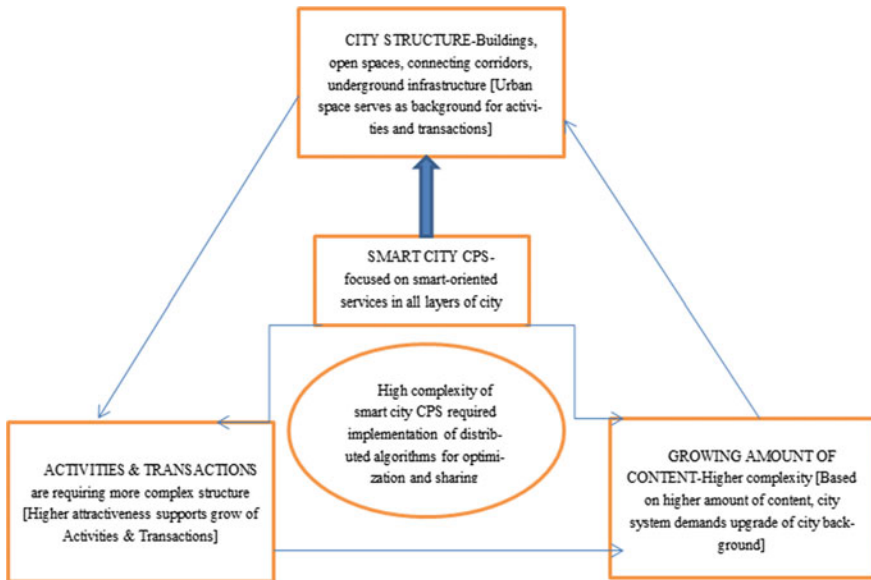 CITY STRUCTURE-Buildings,
open spaces, connecting corridors,
underground infrastructure [Urban
space serves as background for activi-
ties and transactions]
SMART CITY CPS-
focused on smart-oriented
services in all layers of city
High complexity of
smart city CPS required
implementation of distrib-
uted algorithms for optimi-
zation and sharing
ACTIVITIES & TRANSACTIONS
are requiring more complex structure
[Higher attractiveness supports grow of
Activities & Transactions]
GROWING AMOUNT OF
CONTENT-Higher complexity [Based
on higher amount of content, city
system demands upgrade of city back-
ground]